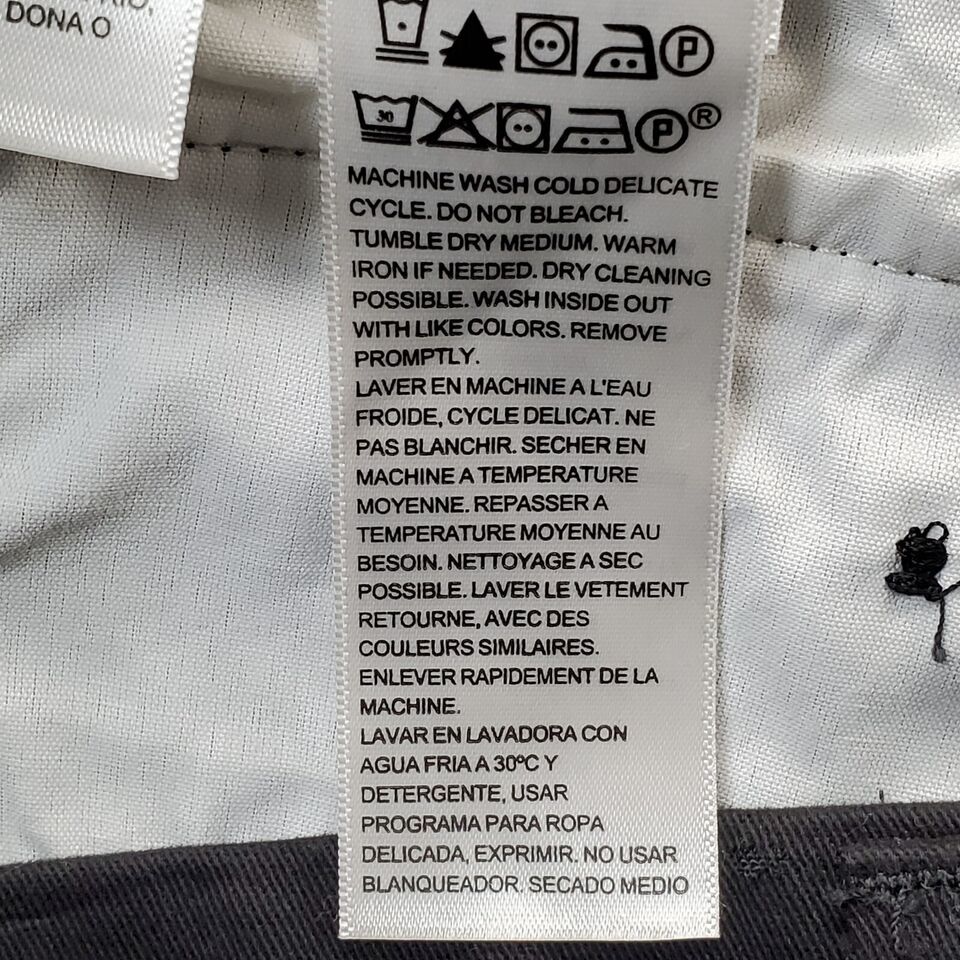 DONA O
P
30
P®
MACHINE WASH COLD DELICATE
CYCLE. DO NOT BLEACH.
TUMBLE DRY MEDIUM. WARM
IRON IF NEEDED. DRY CLEANING
POSSIBLE. WASH INSIDE OUT
WITH LIKE COLORS. REMOVE
PROMPTLY.
LAVER EN MACHINE A L'EAU
FROIDE, CYCLE DELICAT. NE
PAS BLANCHIR. SECHER EN
MACHINE A TEMPERATURE
MOYENNE. REPASSER A
TEMPERATURE MOYENNE AU
BESOIN. NETTOYAGE A SEC
POSSIBLE. LAVER LE VETEMENT
RETOURNE, AVEC DES
COULEURS SIMILAIRES.
ENLEVER RAPIDEMENT DE LA
MACHINE.
LAVAR EN LAVADORA CON
AGUA FRIA A 30ºC Y
DETERGENTE, USAR
PROGRAMA PARA ROPA
DELICADA, EXPRIMIR. NO USAR
BLANQUEADOR. SECADO MEDIO